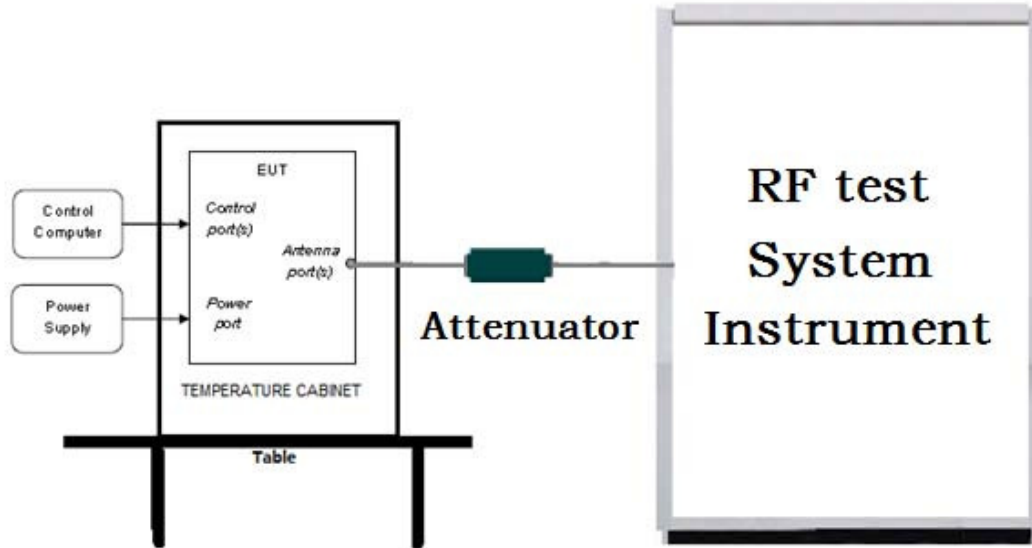 Control
Computer
Power
Supply
EUT
Control
port(s)
Antenna
port(s)
Power
port
TEMPERATURE CABINET
Table
Attenuator
RF test
System
Instrument